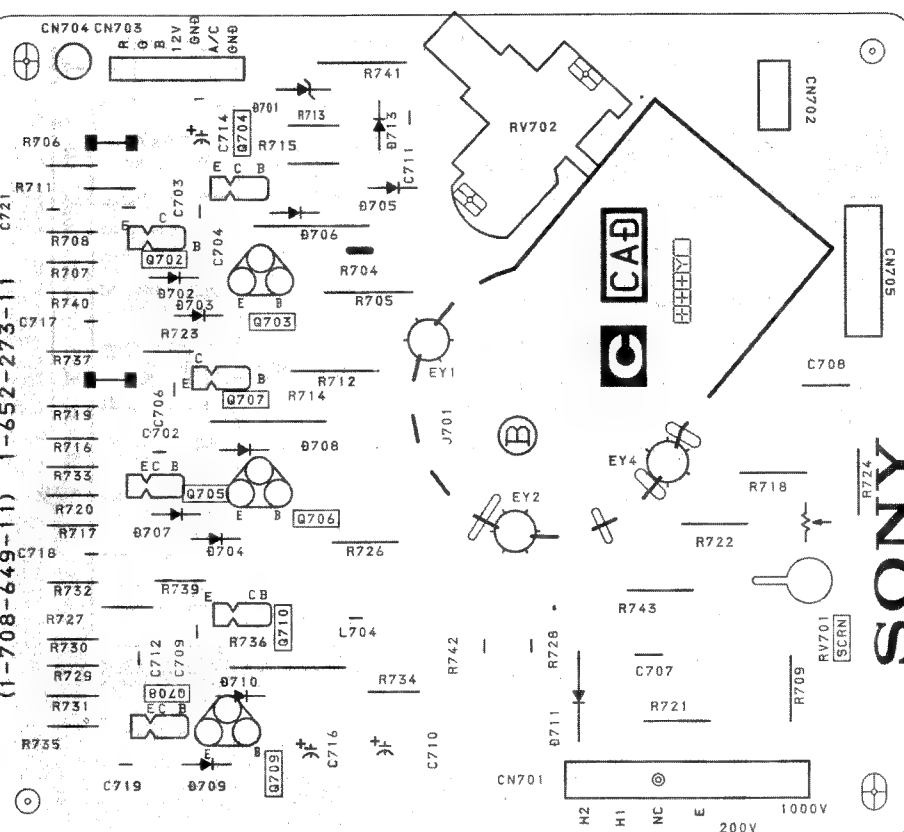 CN704 CN703
R
G
B
12V
GND
A/C
GND
R741
D701
R713
C714
Q704
R715
D713
C711
RV702
CN702
R706
R711
C721
C703
E C B
D705
C
E
B
Q702
C704
D706
R708
R707
R740
C717
D702
D703
R704
R705
E B
Q703
CN705
R723
R737
C
E
B
Q707
R712
R714
EY1
C CAD
C708
R719
C706
C702
J701
B
R716
D708
R733
E C B
Q705
R720
E B
Q706
R717
D707
D704
C718
R726
EY4
EY2
R718
R724
R722
SONY
R732
R739
R727
E C B
Q710
R736
L704
R743
R730
C712
C709
R742
R728
C707
RV701
SCRN
R729
Q708
D710
R734
R709
R731
E C B
R721
D711
R735
E B
C719
D709
Q709
C716
C710
CN701
H2
H1
NC
E
200V
1000V
(1-708-649-11) 1-652-273-11